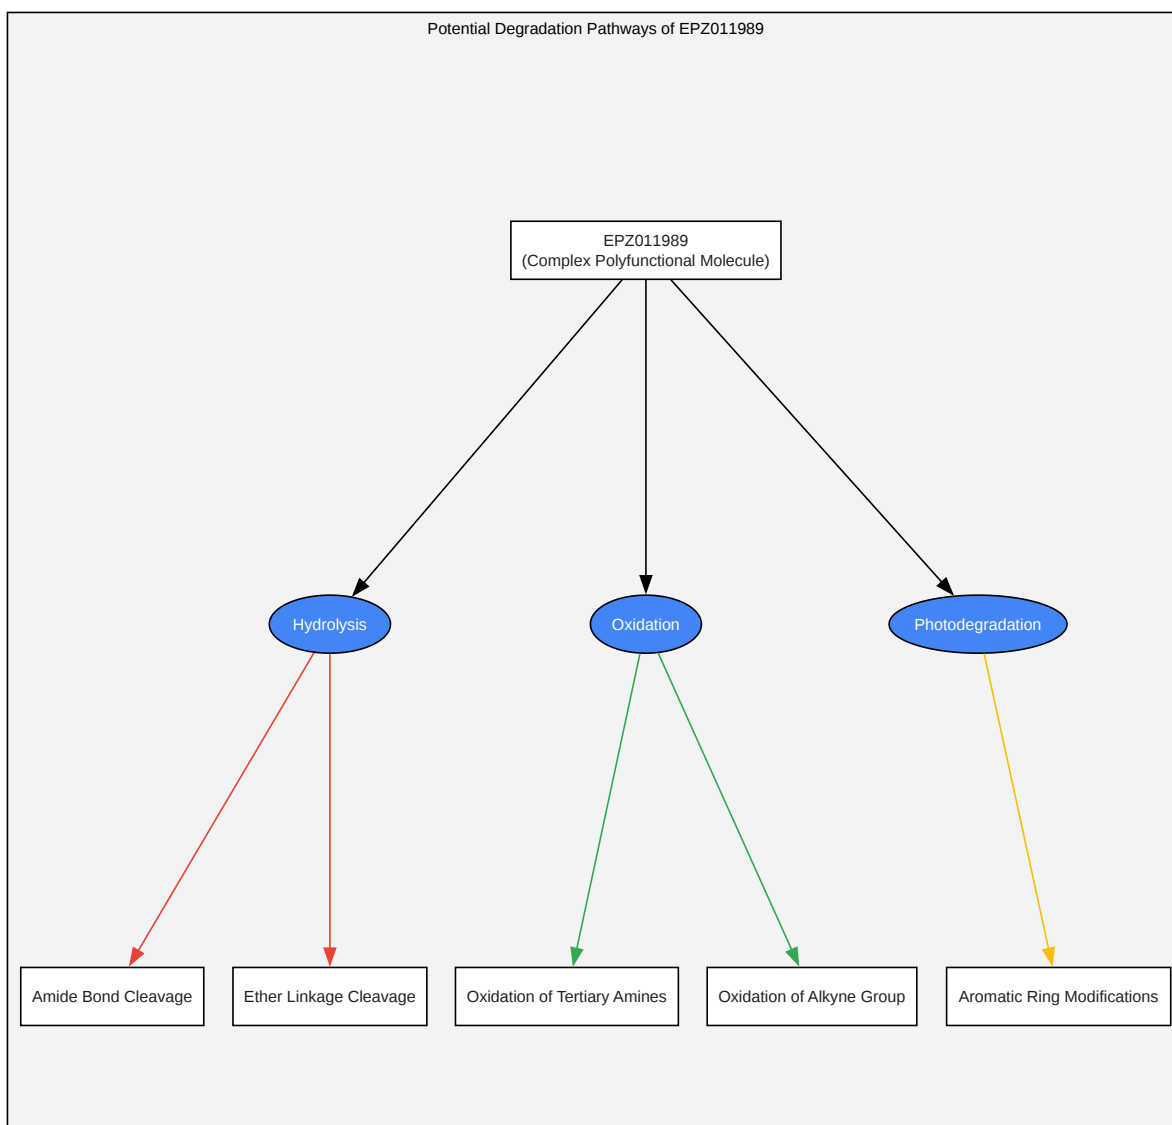 Potential Degradation Pathways of EPZ011989
EPZ011989
(Complex Polyfunctional Molecule)
Hydrolysis
Oxidation
Photodegradation
Amide Bond Cleavage
Ether Linkage Cleavage
Oxidation of Tertiary Amines
Oxidation of Alkyne Group
Aromatic Ring Modifications